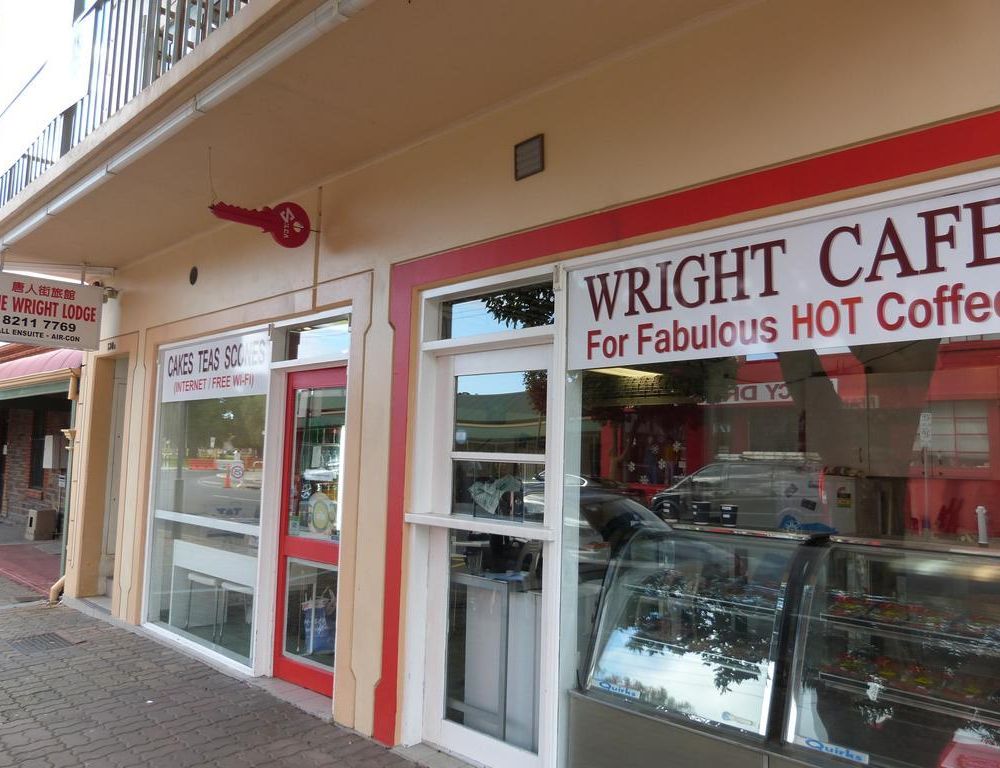 唐人街旅館
HE WRIGHT LODGE
8211 7769
ALL ENSUITE - AIR-CON
CAKES TEAS SCONES
(INTERNET / FREE WI-FI)
WRIGHT CAFE
For Fabulous HOT Coffee
Quirks
Quirks